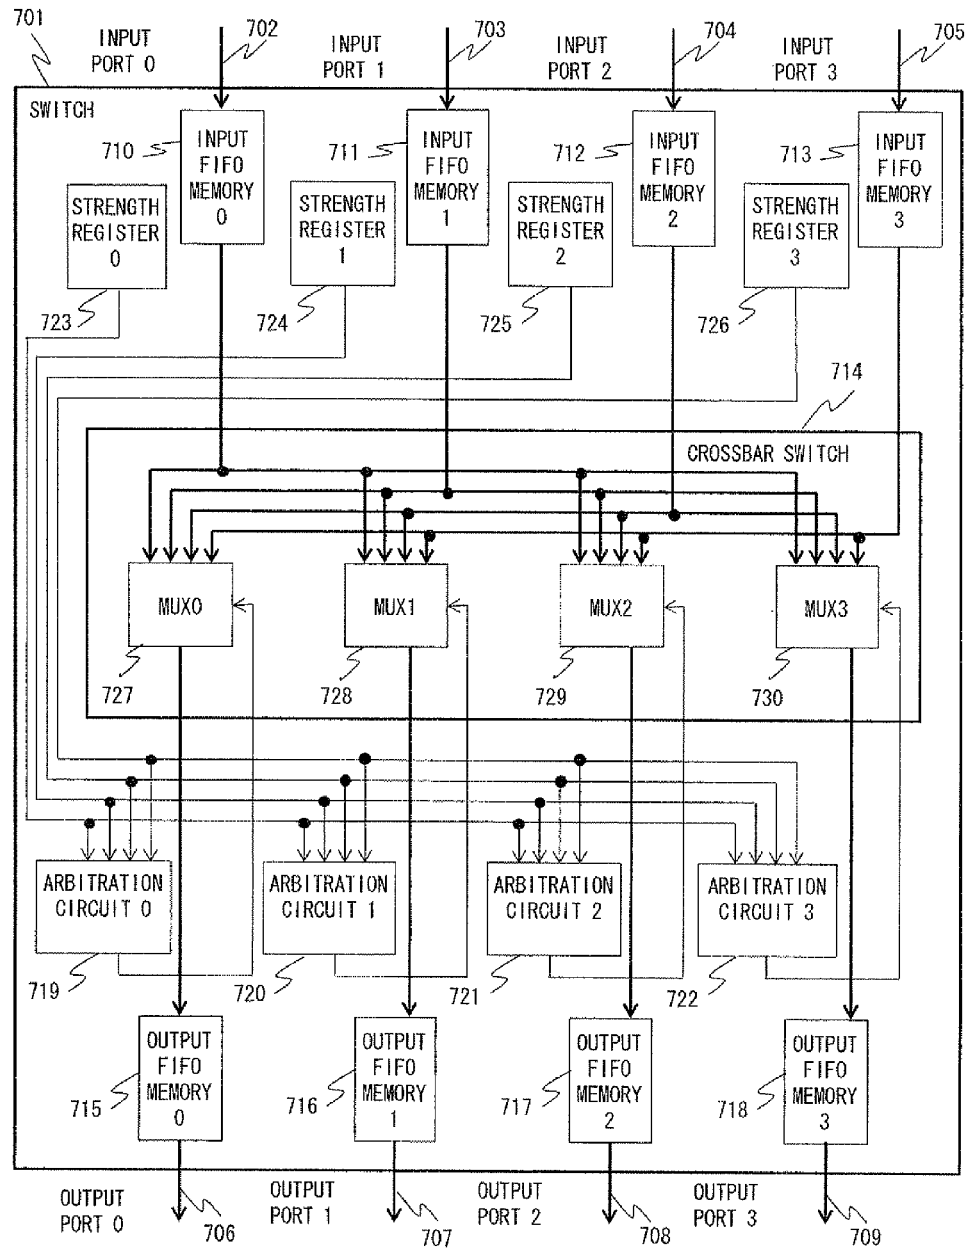 701
INPUT
PORT 0
702
INPUT
PORT 1
703
INPUT
PORT 2
704
INPUT
PORT 3
705
SWITCH
710
INPUT
FIFO
MEMORY
0
711
INPUT
FIFO
MEMORY
1
712
INPUT
FIFO
MEMORY
2
713
INPUT
FIFO
MEMORY
3
STRENGTH
REGISTER
0
STRENGTH
REGISTER
1
STRENGTH
REGISTER
2
STRENGTH
REGISTER
3
723
724
725
726
714
CROSSBAR SWITCH
MUX0
MUX1
MUX2
MUX3
727
728
729
730
ARBITRATION
CIRCUIT 0
ARBITRATION
CIRCUIT 1
ARBITRATION
CIRCUIT 2
ARBITRATION
CIRCUIT 3
719
720
721
722
OUTPUT
FIFO
MEMORY
0
OUTPUT
FIFO
MEMORY
1
OUTPUT
FIFO
MEMORY
2
OUTPUT
FIFO
MEMORY
3
715
716
717
718
OUTPUT
PORT 0
706
OUTPUT
PORT 1
707
OUTPUT
PORT 2
708
OUTPUT
PORT 3
709